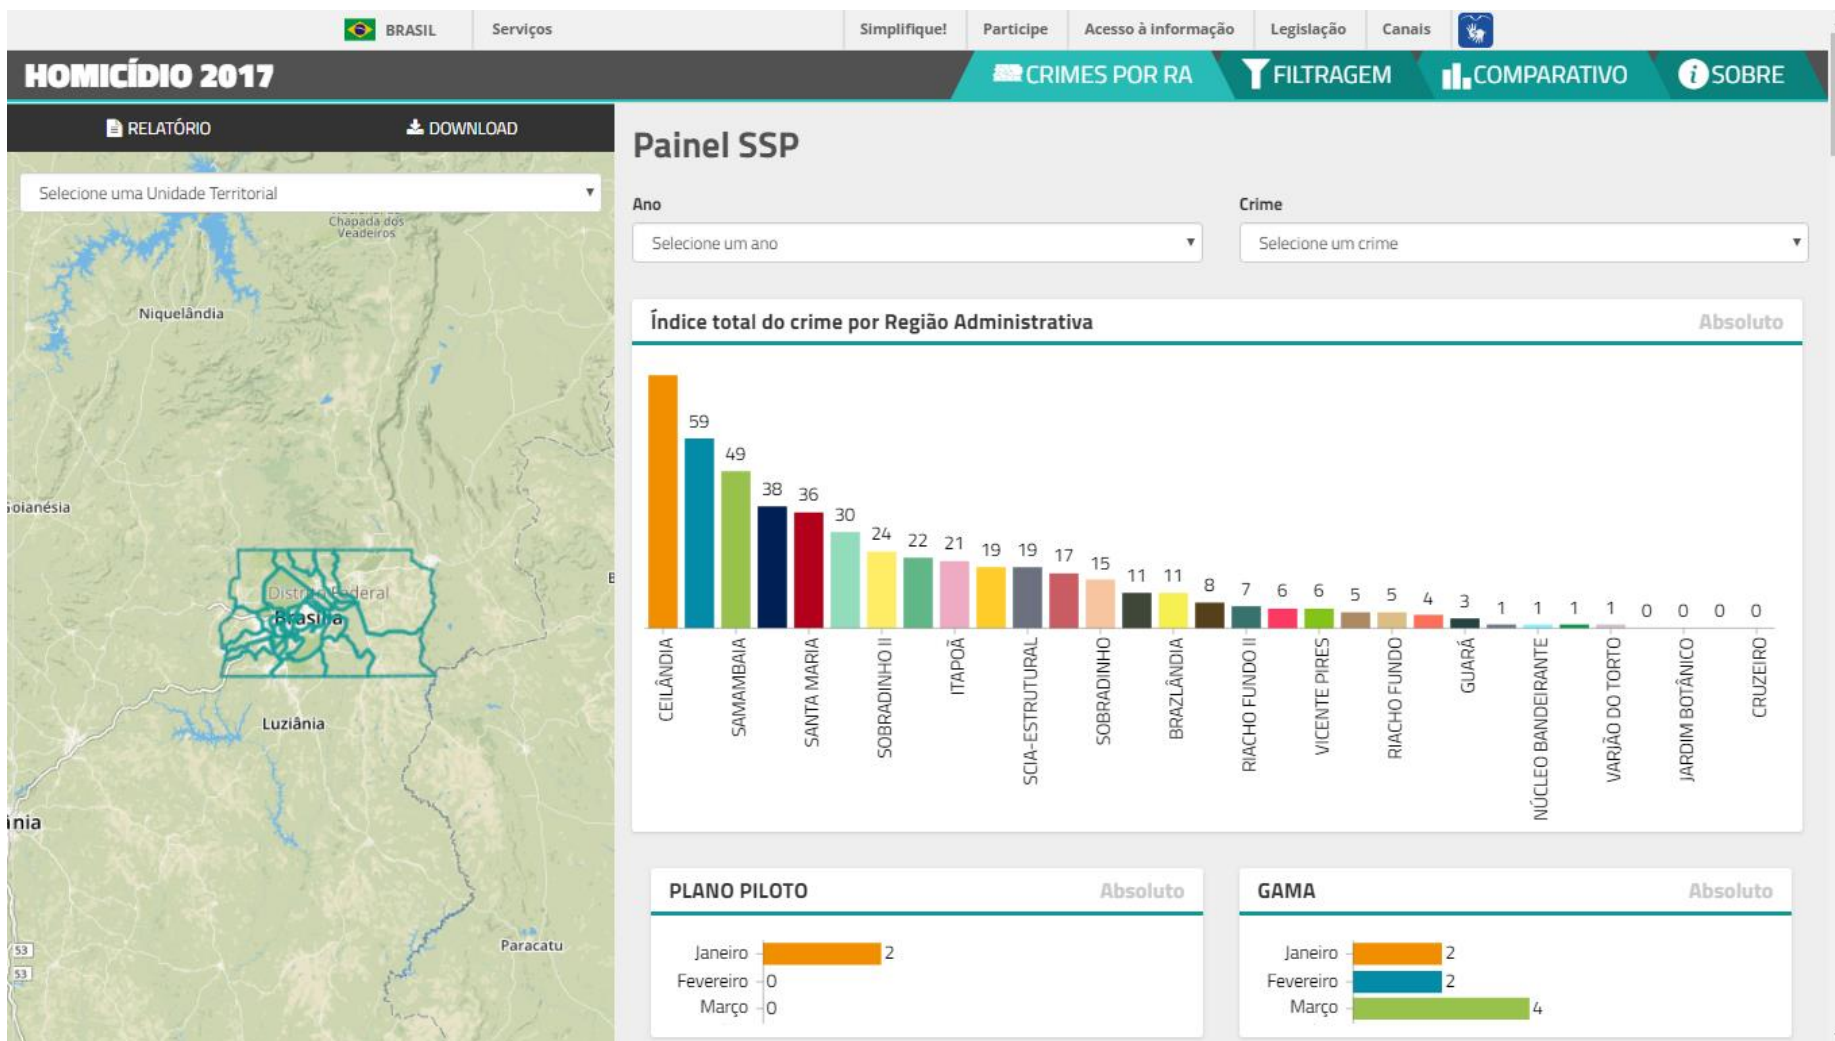 BRASIL
Serviços
Simplifique!
Participe
Acesso à informação
Legislação
Canais
HOMICÍDIO 2017
CRIMES POR RA
FILTRAGEM
COMPARATIVO
SOBRE
RELATÓRIO
DOWNLOAD
Selecione uma Unidade Territorial
Chapada dos
Veadeiros
Niquelândia
oianésia
Distrito Federal
Brasília
Luziânia
ânia
Paracatu
53
53
Painel SSP
Ano
Crime
Selecione um ano
Selecione um crime
Índice total do crime por Região Administrativa
Absoluto
59
49
38
36
30
24
22
21
19
19
17
15
11
11
8
7
6
6
5
5
4
3
1
1
1
1
0
0
0
0
CEILÂNDIA
SAMAMBAIA
SANTA MARIA
SOBRADINHO II
ITAPOÃ
SCIA-ESTRUTURAL
SOBRADINHO
BRAZLÂNDIA
RIACHO FUNDO II
VICENTE PIRES
RIACHO FUNDO
GUARÁ
NÚCLEO BANDEIRANTE
VARJÃO DO TORTO
JARDIM BOTÂNICO
CRUZEIRO
PLANO PILOTO
Absoluto
Janeiro 2
Fevereiro 0
Março 0
GAMA
Absoluto
Janeiro 2
Fevereiro 2
Março 4